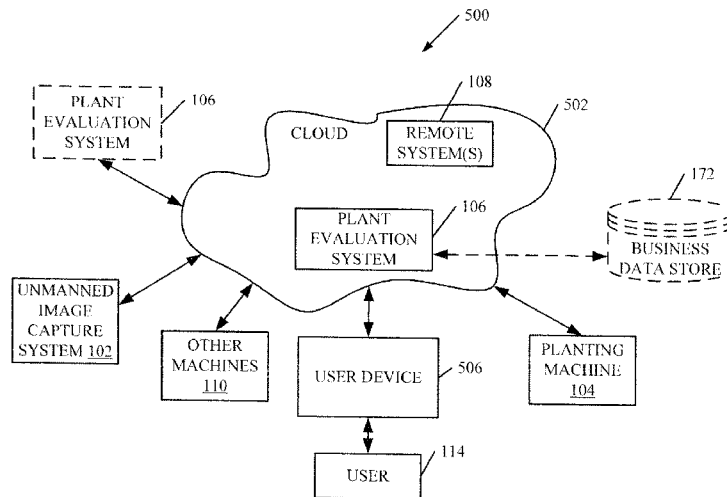 500
PLANT
EVALUATION
SYSTEM
106
CLOUD
108
REMOTE
SYSTEM(S)
502
172
PLANT
EVALUATION
SYSTEM
106
BUSINESS
DATA STORE
UNMANNED
IMAGE
CAPTURE
SYSTEM 102
OTHER
MACHINES
110
USER DEVICE
506
PLANTING
MACHINE
104
USER
114